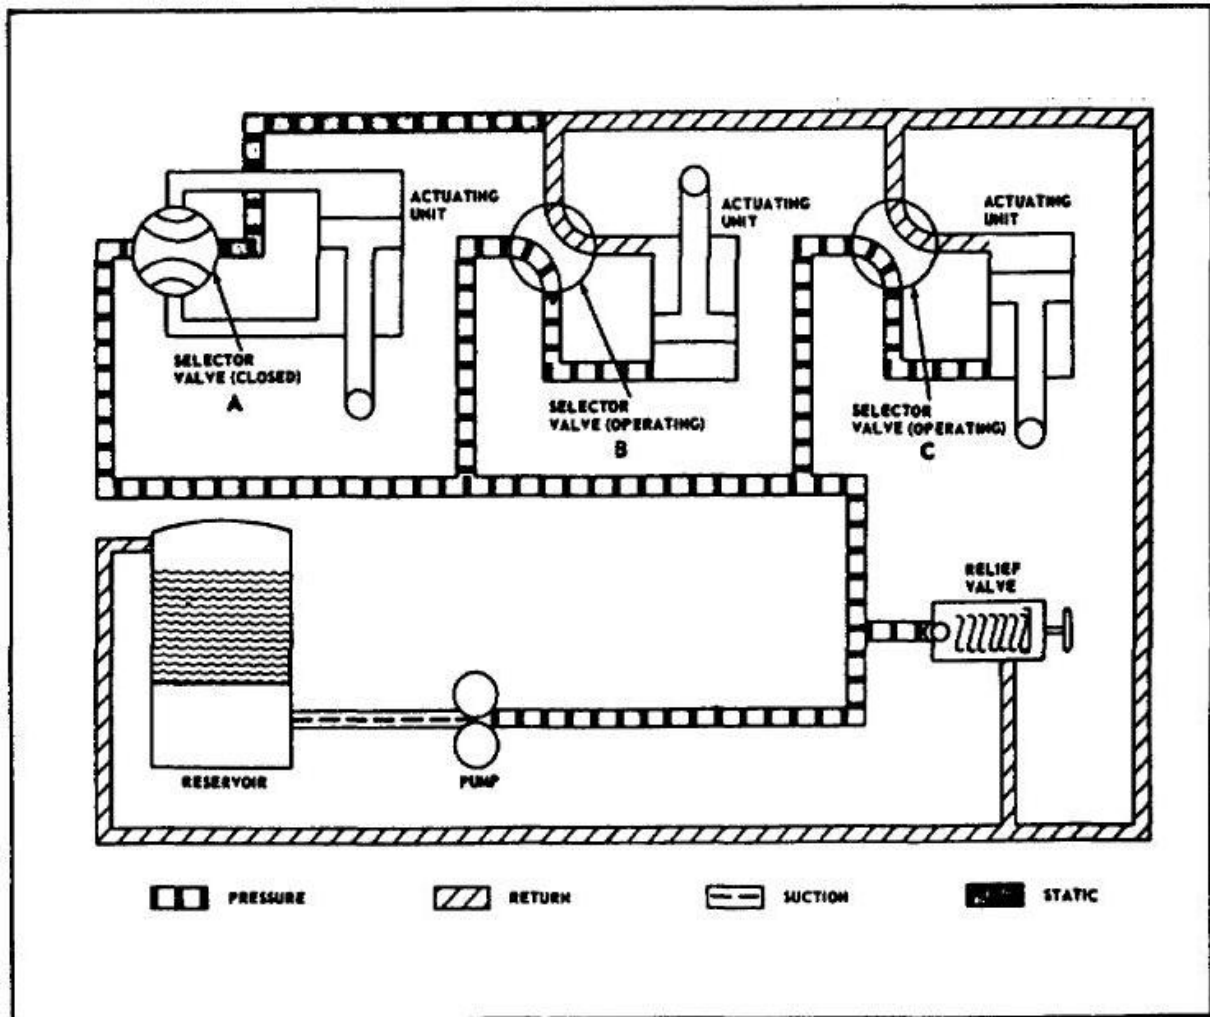 ACTUATING
UNIT
SELECTOR
VALVE (CLOSED)
A
ACTUATING
UNIT
SELECTOR
VALVE (OPERATING)
B
ACTUATING
UNIT
SELECTOR
VALVE (OPERATING)
C
RELIEF
VALVE
RESERVOIR
PUMP
PRESSURE
RETURN
SUCTION
STATIC